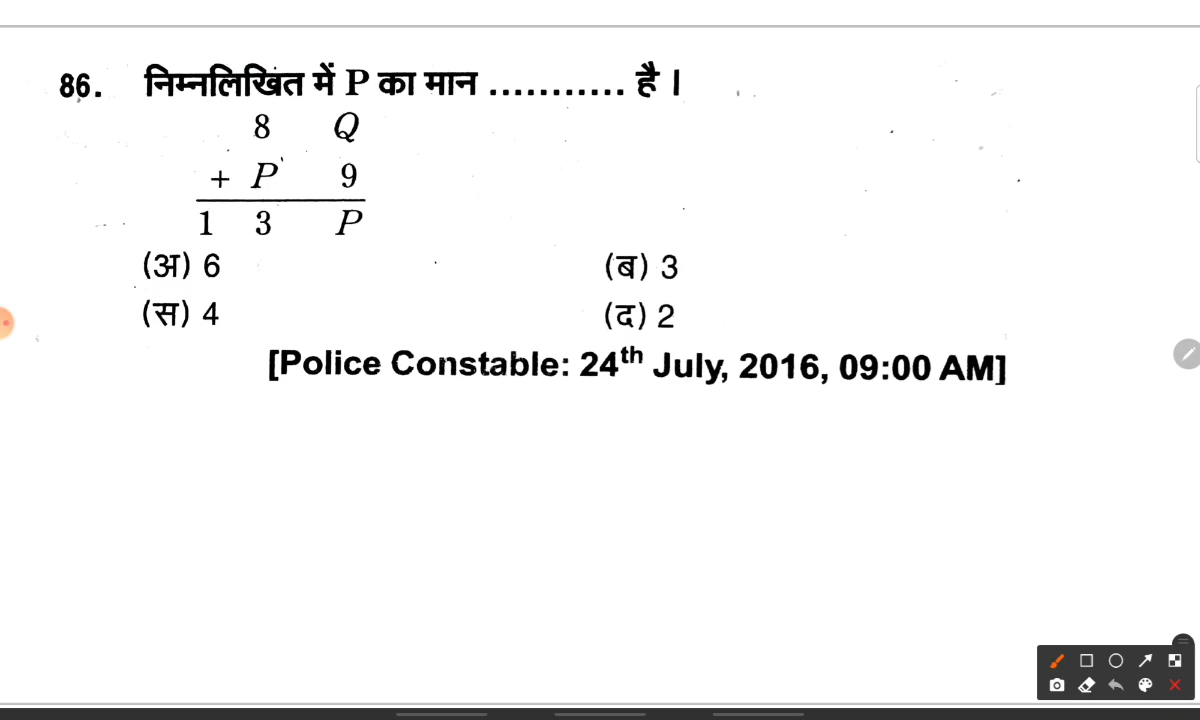 86. निम्नलिखित में P का मान ........... है ।
8 Q
+ P 9
1 3 P
(अ) 6 (ब) 3
(स) 4 (द) 2
[Police Constable: 24th July, 2016, 09:00 AM]